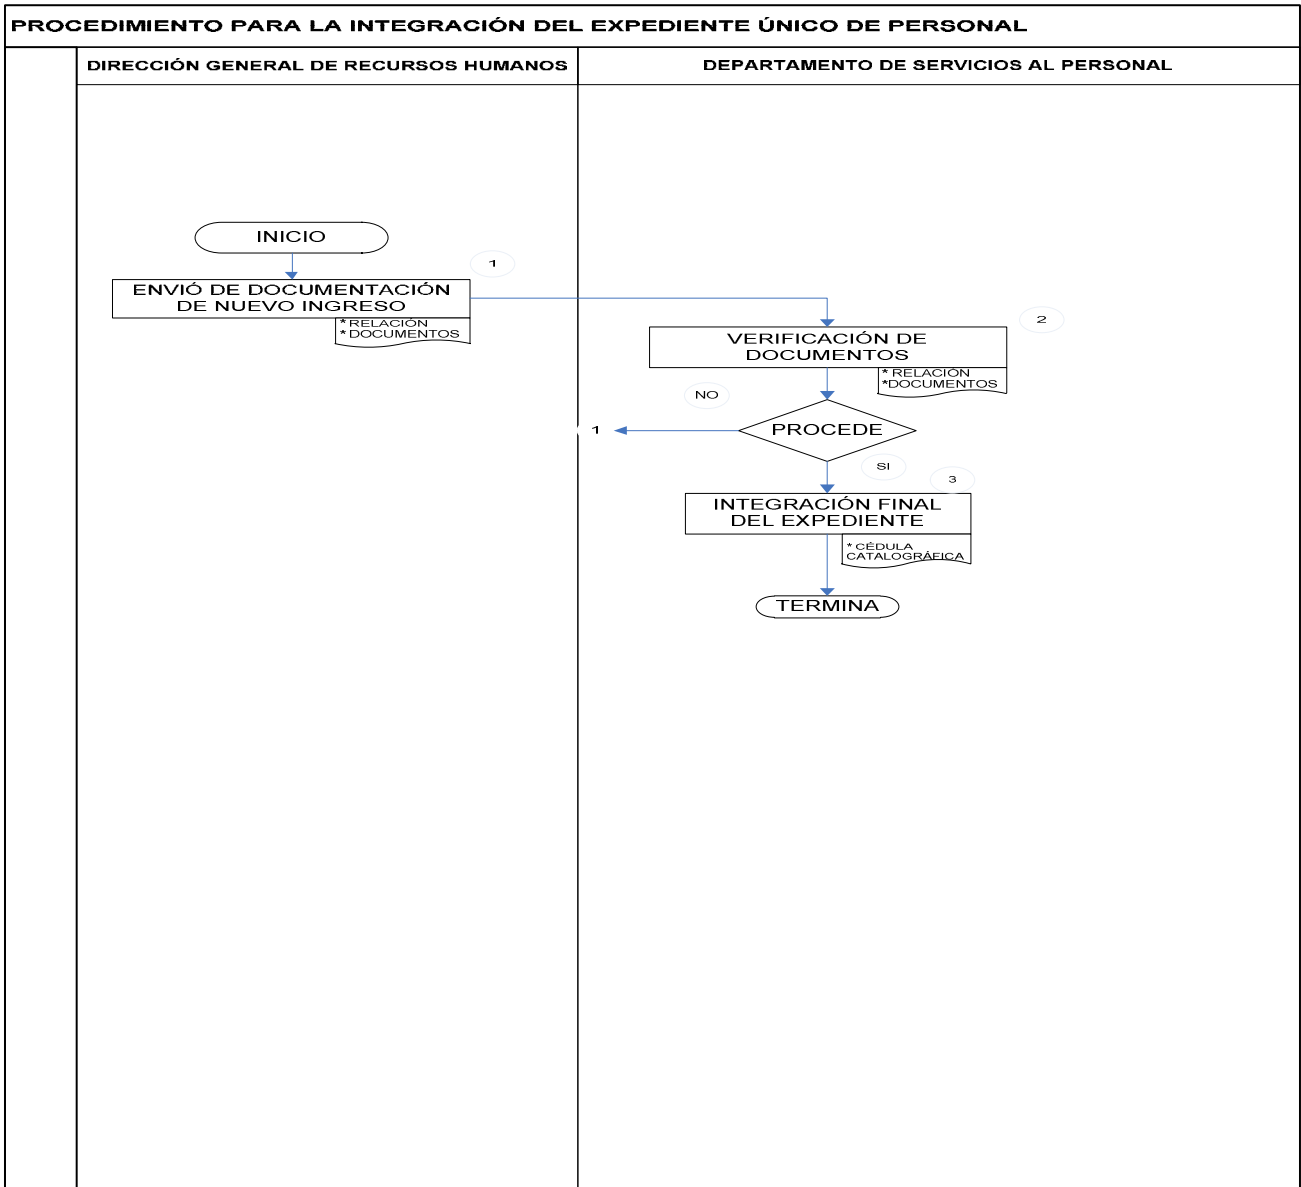 PROCEDIMIENTO PARA LA INTEGRACIÓN DEL EXPEDIENTE ÚNICO DE PERSONAL
DIRECCIÓN GENERAL DE RECURSOS HUMANOS
DEPARTAMENTO DE SERVICIOS AL PERSONAL
INICIO
1
ENVIÓ DE DOCUMENTACIÓN
DE NUEVO INGRESO
* RELACIÓN
* DOCUMENTOS
2
VERIFICACIÓN DE
DOCUMENTOS
* RELACIÓN
*DOCUMENTOS
NO
1
PROCEDE
SI
3
INTEGRACIÓN FINAL
DEL EXPEDIENTE
* CÉDULA
CATALOGRÁFICA
TERMINA